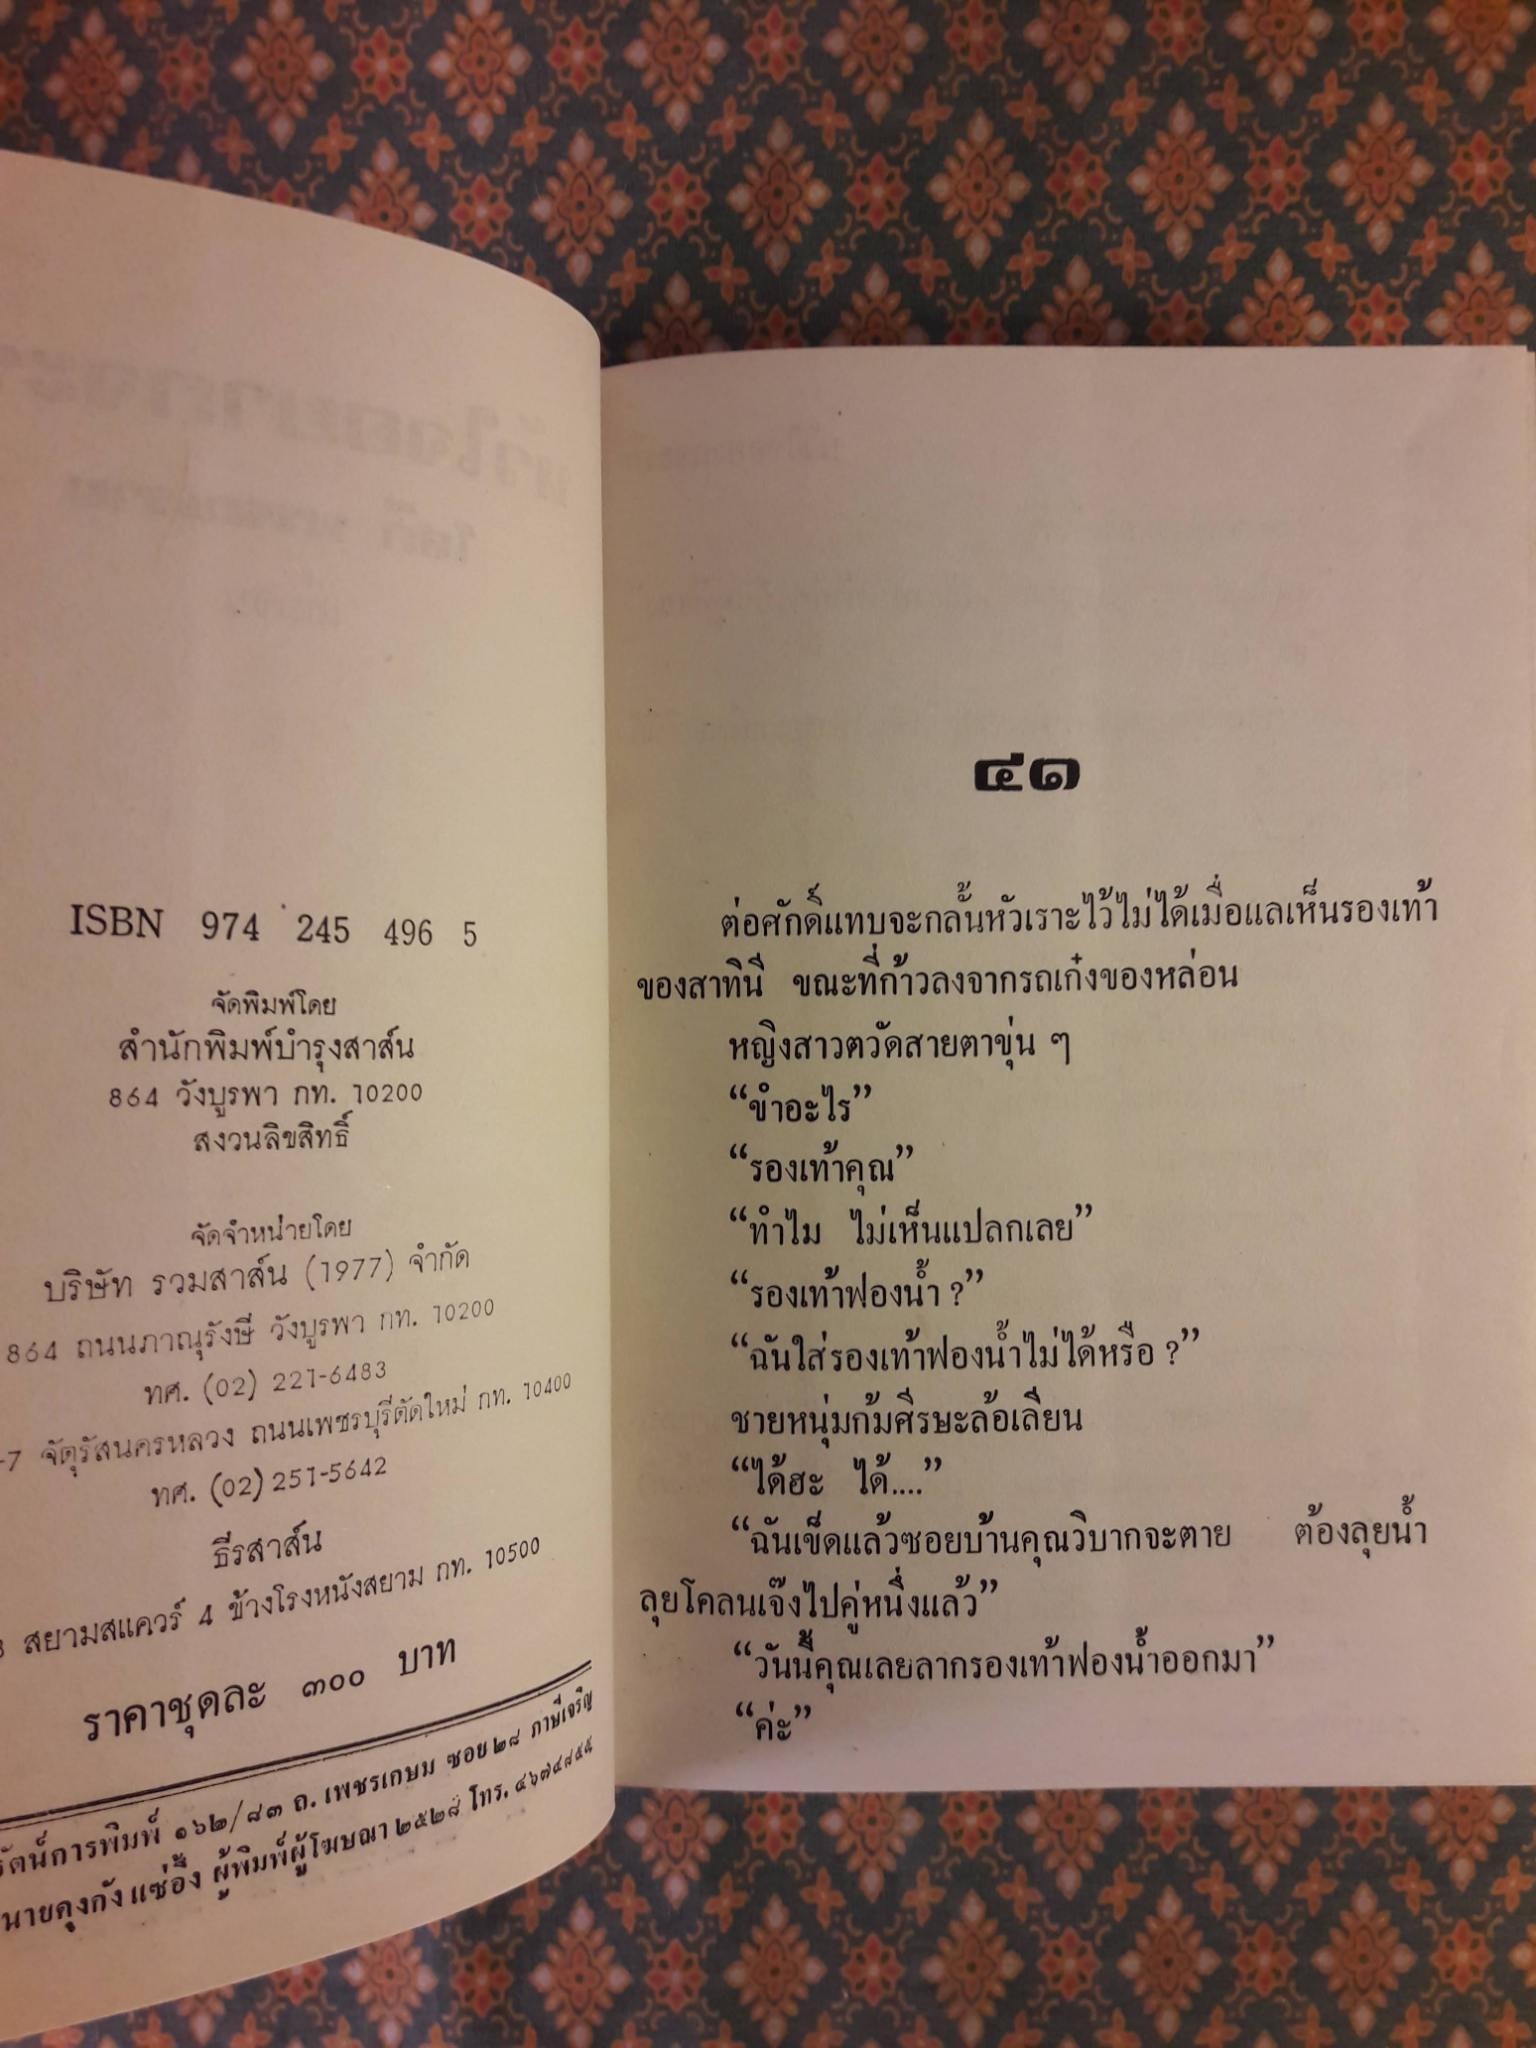 ISBN 974 245 496 5
จัดพิมพ์โดย
สำนักพิมพ์บำรุงสาส์น
864 วังบูรพา กท. 10200
สงวนลิขสิทธิ์
จัดจำหน่ายโดย
บริษัท รวมสาส์น (1977) จำกัด
864 ถนนภาณุรังษี วังบูรพา กท. 10200
ทศ. (02) 221-6483
-7 จัตุรัสนครหลวง ถนนเพชรบุรีตัดใหม่ กท. 10400
ทศ. (02) 251-5642
ธีรสาส์น
สยามสแควร์ 4 ข้างโรงหนังสยาม กท. 10500
ราคาชุดละ ๓๐๐ บาท
รัตน์การพิมพ์ ๑๖๒/๘๓ ถ. เพชรเกษม ซอย ๒๘ ภาษีเจริญ
นายคุงกัง แซ่อึ้ง ผู้พิมพ์ผู้โฆษณา ๒๕๒๘ โทร. ๔๖๗๔๘๕๕
๔๑
ต่อศักดิ์แทบจะกลั้นหัวเราะไว้ไม่ได้เมื่อแลเห็นรองเท้า
ของสาทินี ขณะที่ก้าวลงจากรถเก๋งของหล่อน
หญิงสาวตวัดสายตาขุ่น ๆ
“ขำอะไร”
“รองเท้าคุณ”
“ทำไม ไม่เห็นแปลกเลย”
“รองเท้าฟองน้ำ ?”
“ฉันใส่รองเท้าฟองน้ำไม่ได้หรือ ?”
ชายหนุ่มก้มศีรษะล้อเลียน
“ได้ฮะ ได้....”
“ฉันเข็ดแล้วซอยบ้านคุณวิบากจะตาย ต้องลุยน้ำ
ลุยโคลนเจ๊งไปคู่หนึ่งแล้ว”
“วันนี้คุณเลยลากรองเท้าฟองน้ำออกมา”
“ค่ะ”